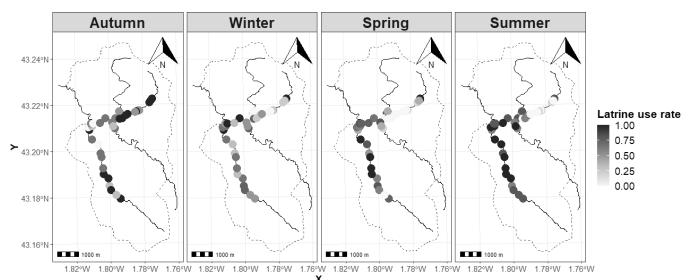 Autumn Winter Spring Summer
N N N N
43.24°N
43.22°N
43.20°N
43.18°N
43.16°N
Y
1000 m 1000 m 1000 m 1000 m
1.82°W 1.80°W 1.78°W 1.76°W 1.82°W 1.80°W 1.78°W 1.76°W 1.82°W 1.80°W 1.78°W 1.76°W 1.82°W 1.80°W 1.78°W 1.76°W
X
Latrine use rate
1.00
0.75
0.50
0.25
0.00